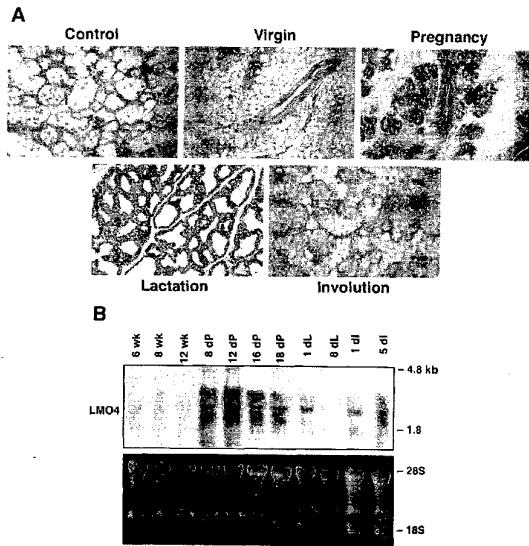 A
Control Virgin Pregnancy
Lactation Involution
B
6 wk 8 wk 12 wk 8 dP 12 dP 16 dP 18 dP 1 dL 8 dL 1 dI 5 dI
– 4.8 kb
LMO4
– 1.8
– 28S
– 18S